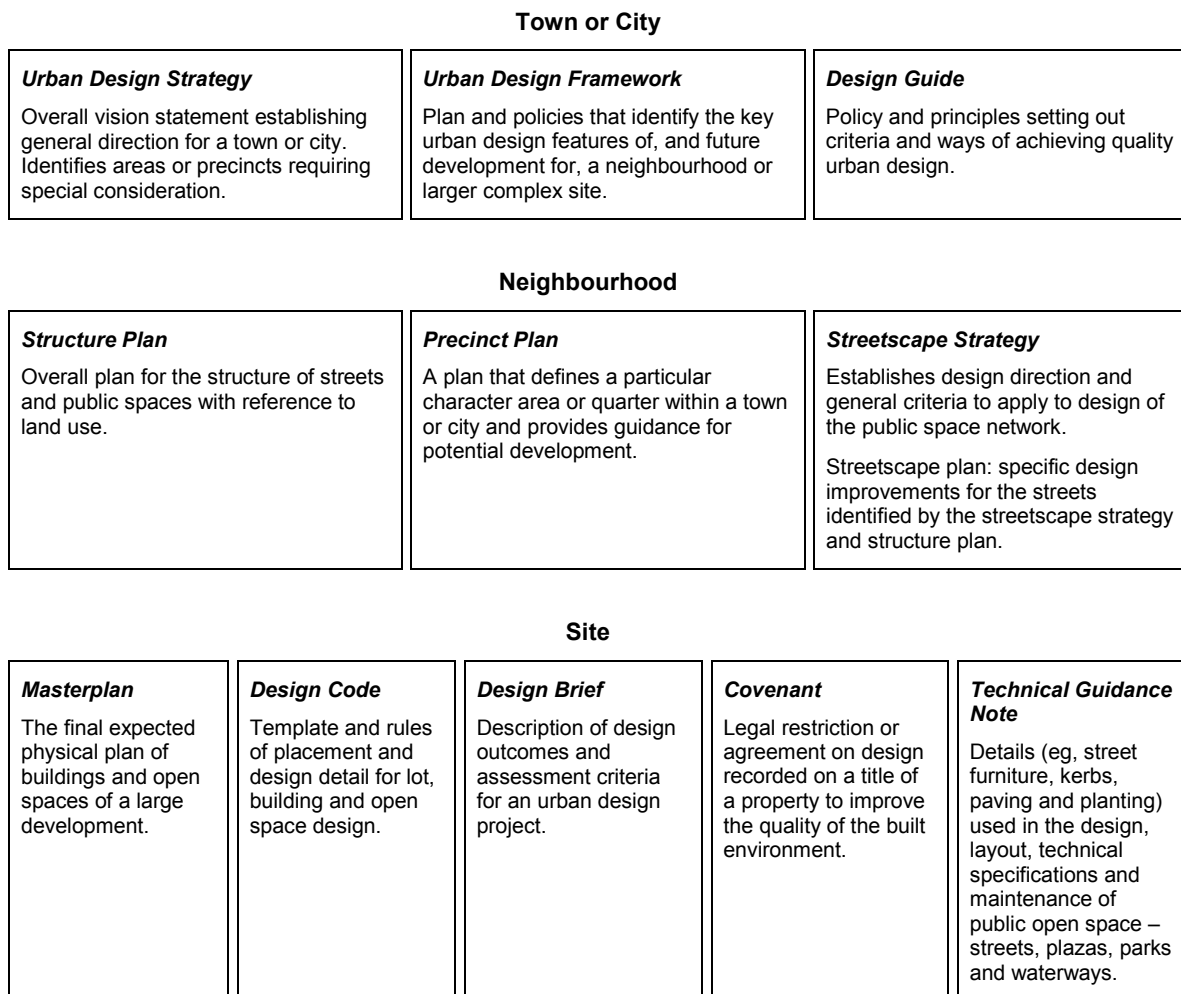 Town or City
Urban Design Strategy
Overall vision statement establishing
general direction for a town or city.
Identifies areas or precincts requiring
special consideration.
Urban Design Framework
Plan and policies that identify the key
urban design features of, and future
development for, a neighbourhood or
larger complex site.
Design Guide
Policy and principles setting out
criteria and ways of achieving quality
urban design.
Neighbourhood
Structure Plan
Overall plan for the structure of streets
and public spaces with reference to
land use.
Precinct Plan
A plan that defines a particular
character area or quarter within a town
or city and provides guidance for
potential development.
Streetscape Strategy
Establishes design direction and
general criteria to apply to design of
the public space network.
Streetscape plan: specific design
improvements for the streets
identified by the streetscape strategy
and structure plan.
Site
Masterplan
The final expected
physical plan of
buildings and open
spaces of a large
development.
Design Code
Template and rules
of placement and
design detail for lot,
building and open
space design.
Design Brief
Description of design
outcomes and
assessment criteria
for an urban design
project.
Covenant
Legal restriction or
agreement on design
recorded on a title of
a property to improve
the quality of the built
environment.
Technical Guidance
Note
Details (eg, street
furniture, kerbs,
paving and planting)
used in the design,
layout, technical
specifications and
maintenance of
public open space –
streets, plazas, parks
and waterways.